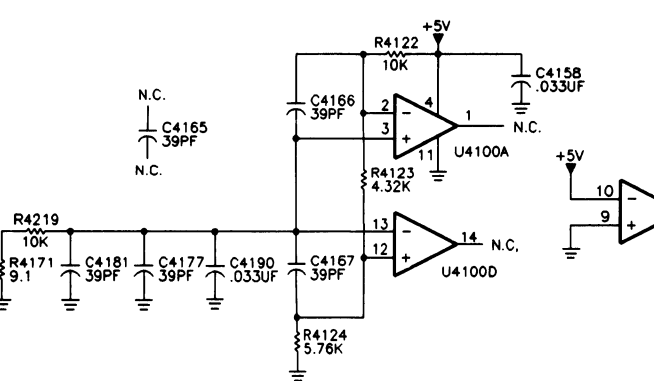 +5V
R4122
10K
C4158
.033UF
N.C.
C4165
39PF
N.C.
C4166
39PF
2
-
3
+
4
1
N.C.
11
U4100A
+5V
R4123
4.32K
10
-
9
+
R4219
10K
13
-
12
+
14
N.C,
U4100D
R4171
9.1
C4181
39PF
C4177
39PF
C4190
.033UF
C4167
39PF
R4124
5.76K